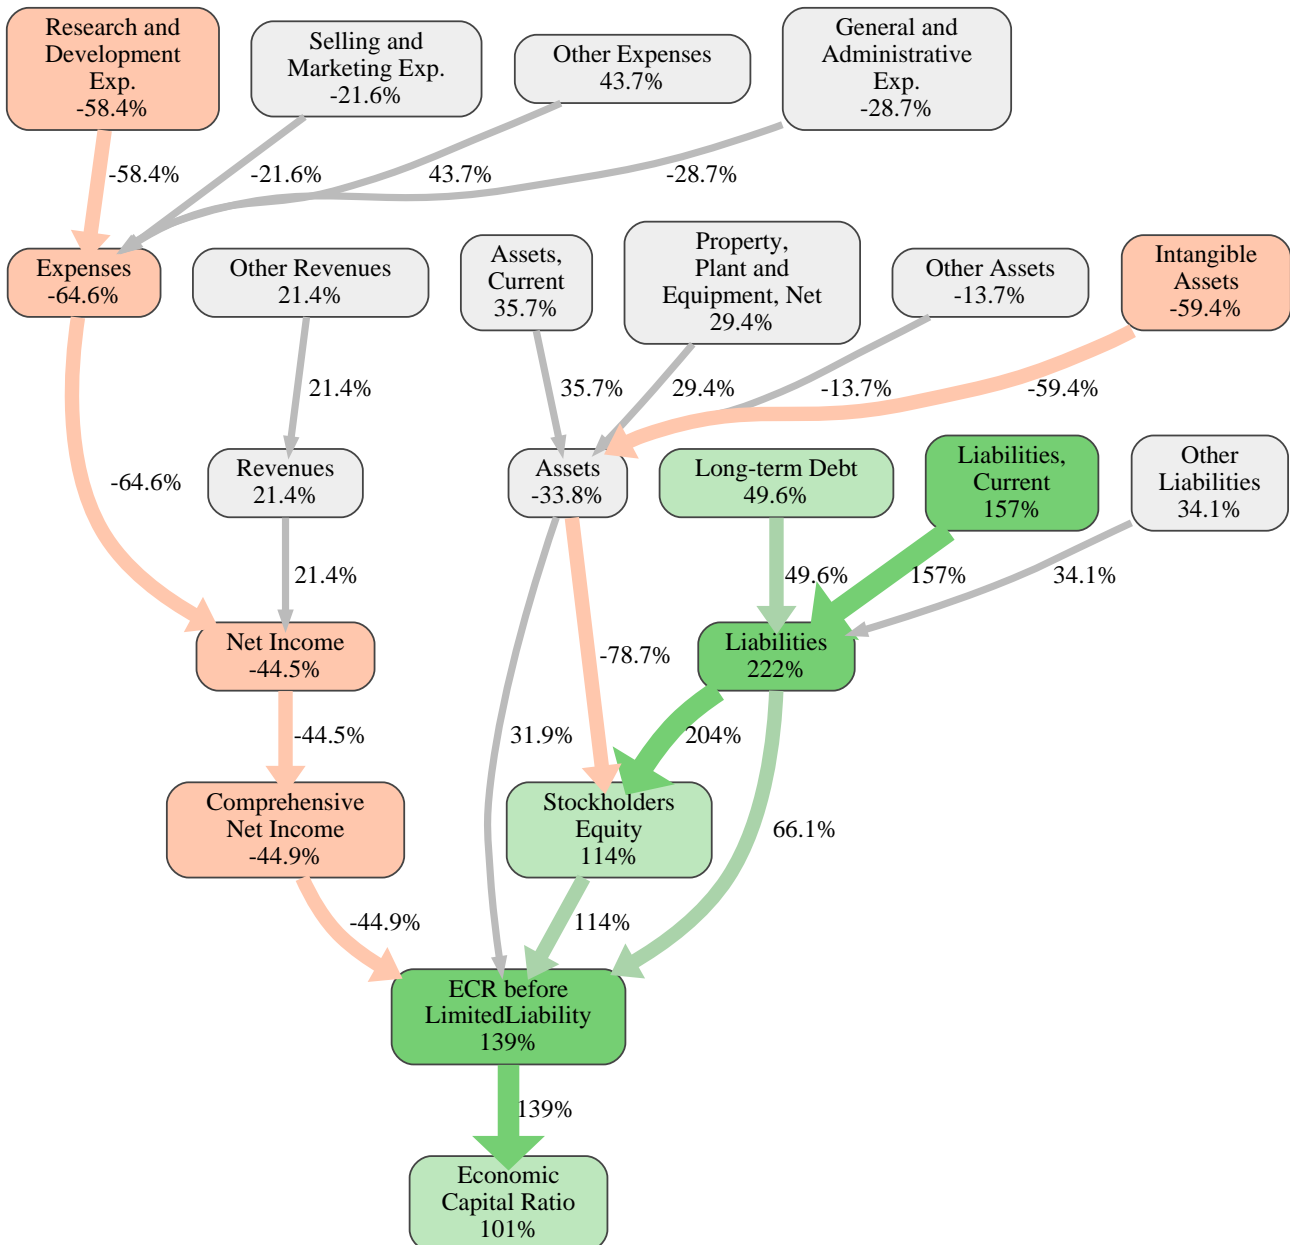 Research and
Development
Exp.
-58.4%
Selling and
Marketing Exp.
-21.6%
Other Expenses
43.7%
General and
Administrative
Exp.
-28.7%
-58.4%
-21.6%
43.7%
-28.7%
Expenses
-64.6%
Other Revenues
21.4%
Assets,
Current
35.7%
Property,
Plant and
Equipment, Net
29.4%
Other Assets
-13.7%
Intangible
Assets
-59.4%
21.4%
35.7%
29.4%
-13.7%
-59.4%
-64.6%
Revenues
21.4%
Assets
-33.8%
Long-term Debt
49.6%
Liabilities,
Current
157%
Other
Liabilities
34.1%
21.4%
49.6%
157%
34.1%
Net Income
-44.5%
-78.7%
Liabilities
222%
-44.5%
31.9%
204%
Comprehensive
Net Income
-44.9%
Stockholders
Equity
114%
66.1%
-44.9%
114%
ECR before
LimitedLiability
139%
139%
Economic
Capital Ratio
101%